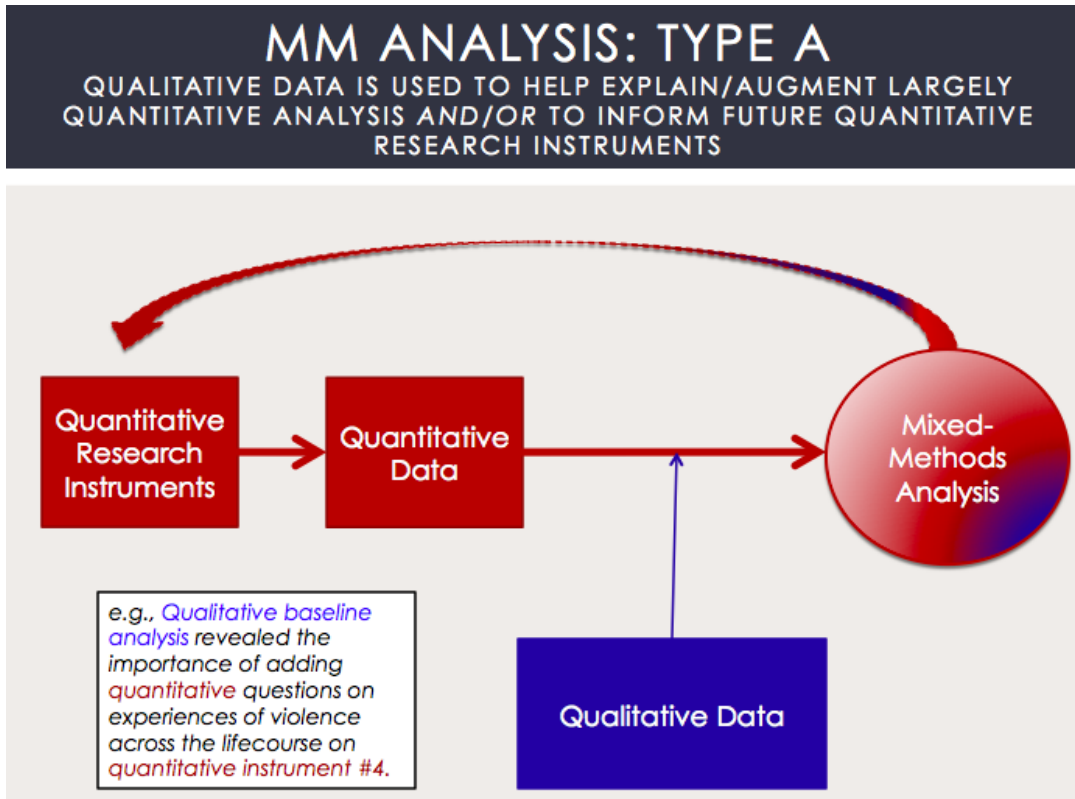 MM ANALYSIS: TYPE A
QUALITATIVE DATA IS USED TO HELP EXPLAIN/AUGMENT LARGELY
QUANTITATIVE ANALYSIS AND/OR TO INFORM FUTURE QUANTITATIVE
RESEARCH INSTRUMENTS
Quantitative
Research
Instruments
Quantitative
Data
Mixed-
Methods
Analysis
e.g., Qualitative baseline
analysis revealed the
importance of adding
quantitative questions on
experiences of violence
across the lifecourse on
quantitative instrument #4.
Qualitative Data